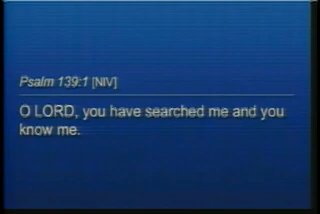 Psalm 139:1 [NIV]
O LORD, you have searched me and you
know me.